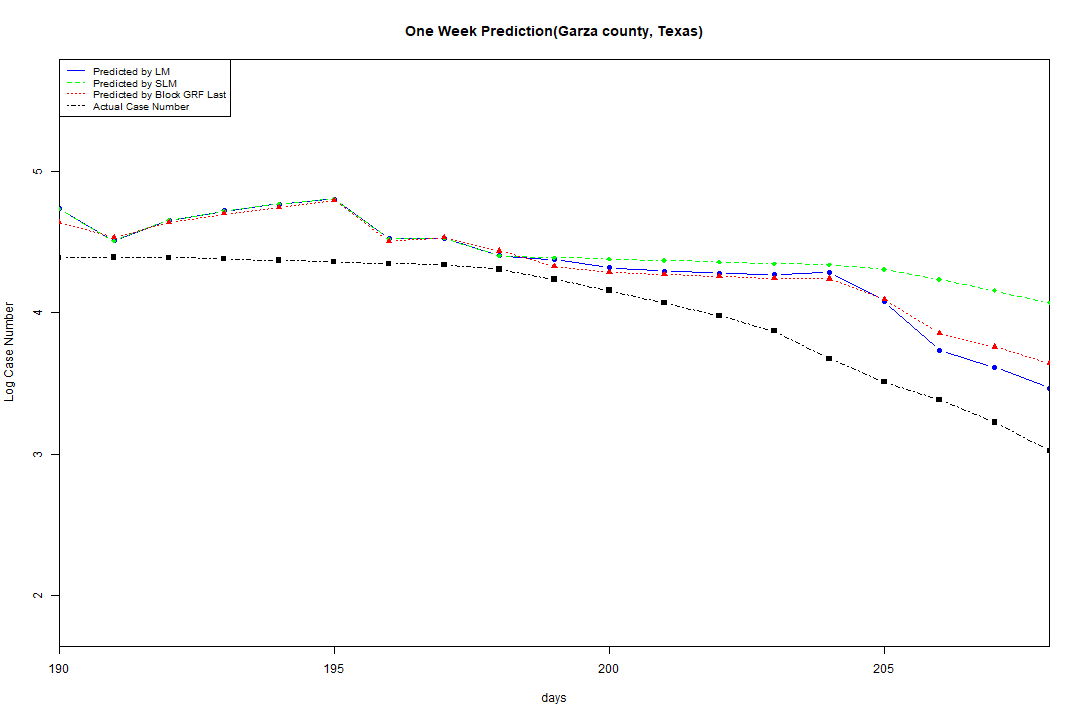 One Week Prediction(Garza county, Texas)
Predicted by LM
Predicted by SLM
Predicted by Block GRF Last
Actual Case Number
5
4
3
2
Log Case Number
190
195
200
205
days